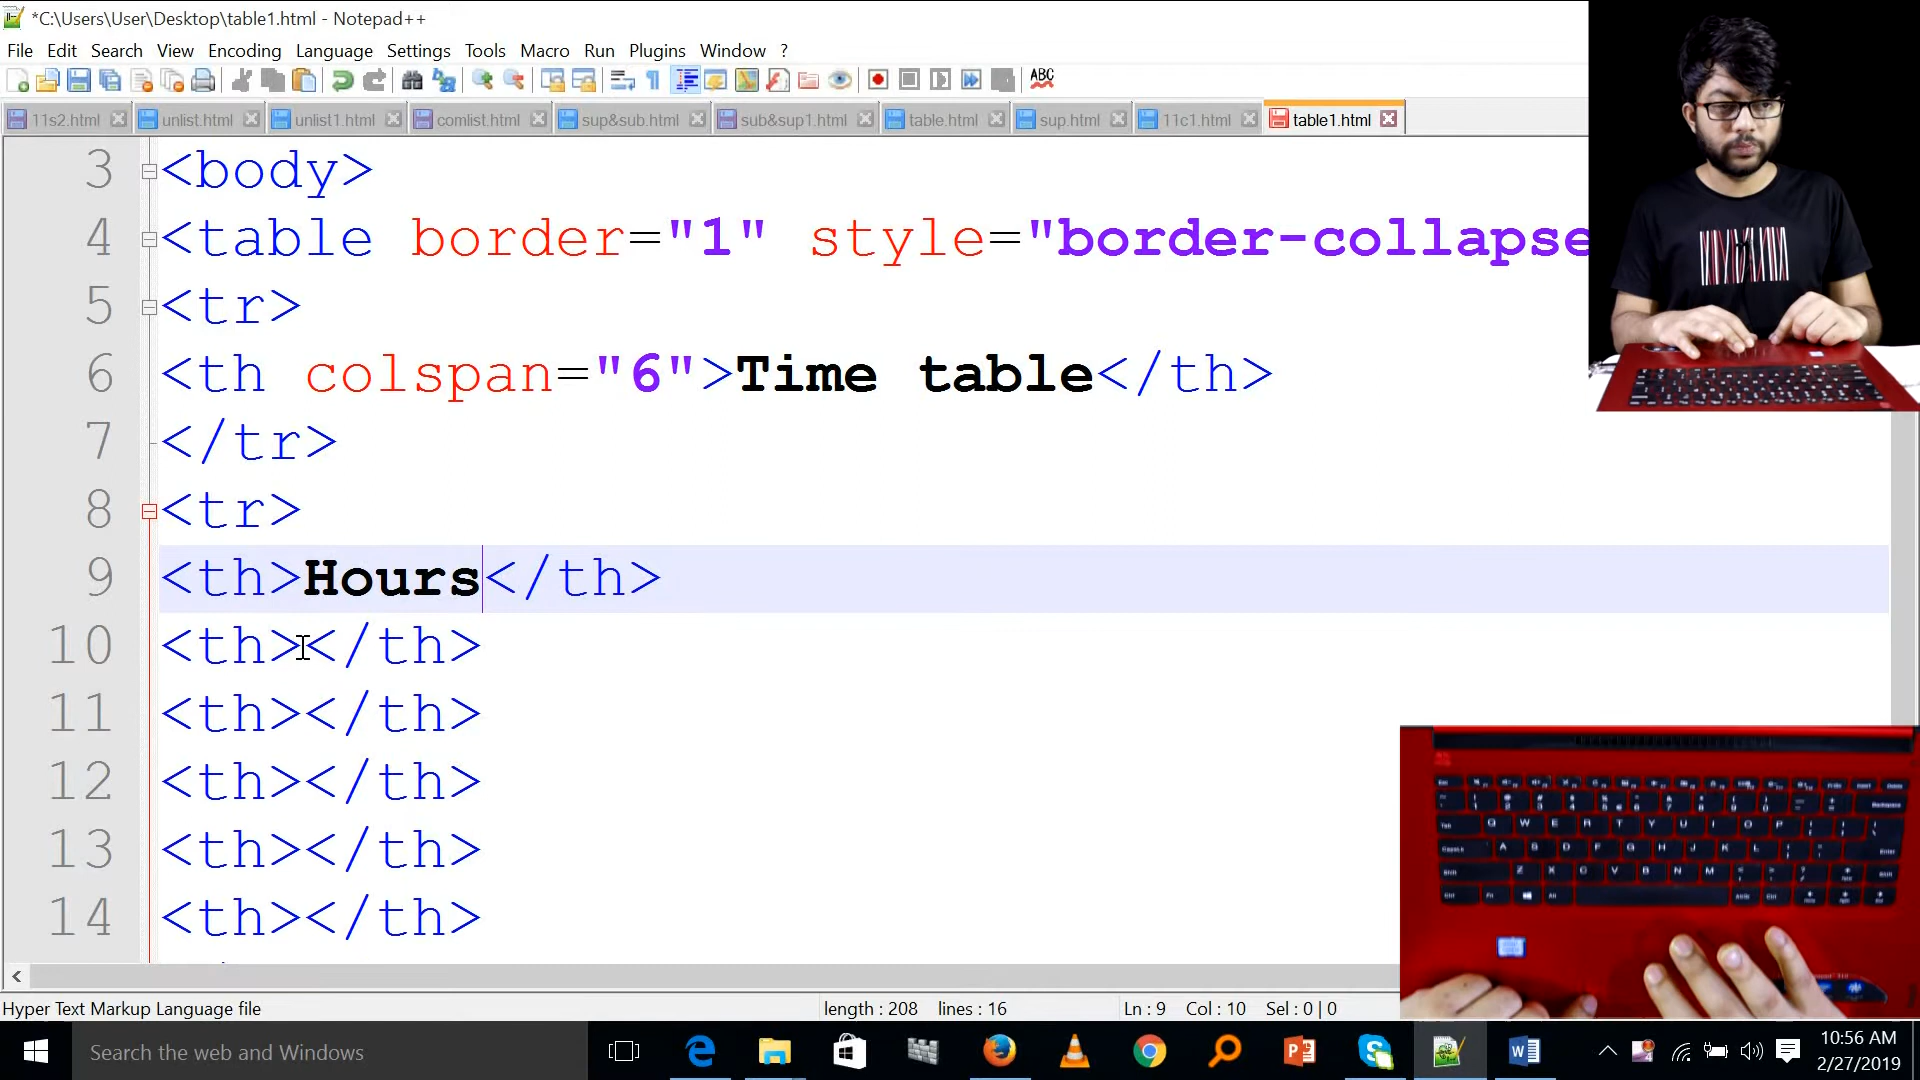 *C:\Users\User\Desktop\table1.html - Notepad++
File Edit Search View Encoding Language Settings Tools Macro Run Plugins Window ?
ABC
11s2.html unlist.html unlist1.html comlist.html sup&sub.html sub&sup1.html table.html sup.html 11c1.html table1.html
3 <body>
4 <table border="1" style="border-collapse
5 <tr>
6 <th colspan="6">Time table</th>
7 </tr>
8 <tr>
9 <th>Hours</th>
10 <th></th>
11 <th></th>
12 <th></th>
13 <th></th>
14 <th></th>
Hyper Text Markup Language file length : 208 lines : 16 Ln : 9 Col : 10 Sel : 0 | 0
Search the web and Windows
10:56 AM
2/27/2019